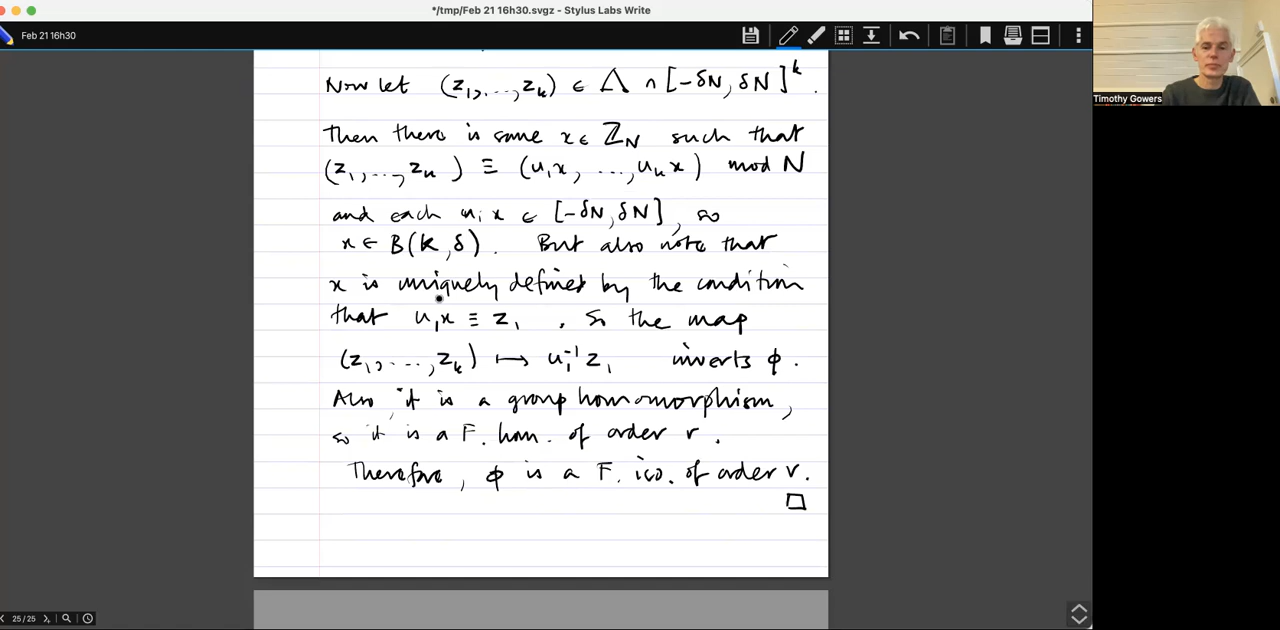 */tmp/Feb 21 16h30.svgz - Stylus Labs Write
Feb 21 16h30
Now let (z₁,...,zₖ) ∈ Λ ∩ [-δN, δN]ᵏ.
Then there is some x ∈ ℤ_N such that
(z₁,...,zₖ) ≡ (u₁x, ..., uₖx) mod N
and each uᵢx ∈ [-δN, δN], so
x ∈ B(K, δ). But also note that
x is uniquely defined by the condition
that u₁x ≡ z₁. So the map
(z₁,...,zₖ) ↦ u₁⁻¹z₁ inverts φ.
Also, it is a group homomorphism,
so it is a F. hom. of order r.
Therefore, φ is a F. iso. of order r.
□
Timothy Gowers
25/25